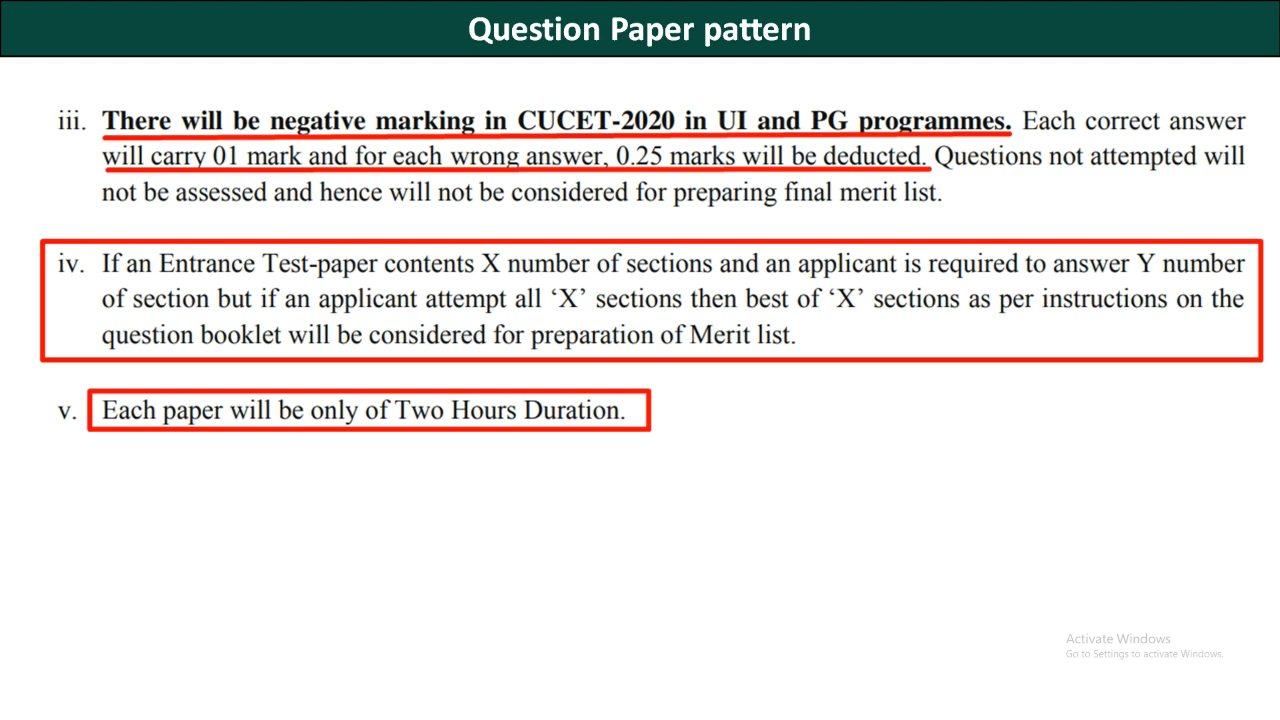 Question Paper pattern
iii. There will be negative marking in CUCET-2020 in UI and PG programmes. Each correct answer
will carry 01 mark and for each wrong answer, 0.25 marks will be deducted. Questions not attempted will
not be assessed and hence will not be considered for preparing final merit list.
iv. If an Entrance Test-paper contents X number of sections and an applicant is required to answer Y number
of section but if an applicant attempt all ‘X’ sections then best of ‘X’ sections as per instructions on the
question booklet will be considered for preparation of Merit list.
v. Each paper will be only of Two Hours Duration.
Activate Windows
Go to Settings to activate Windows.